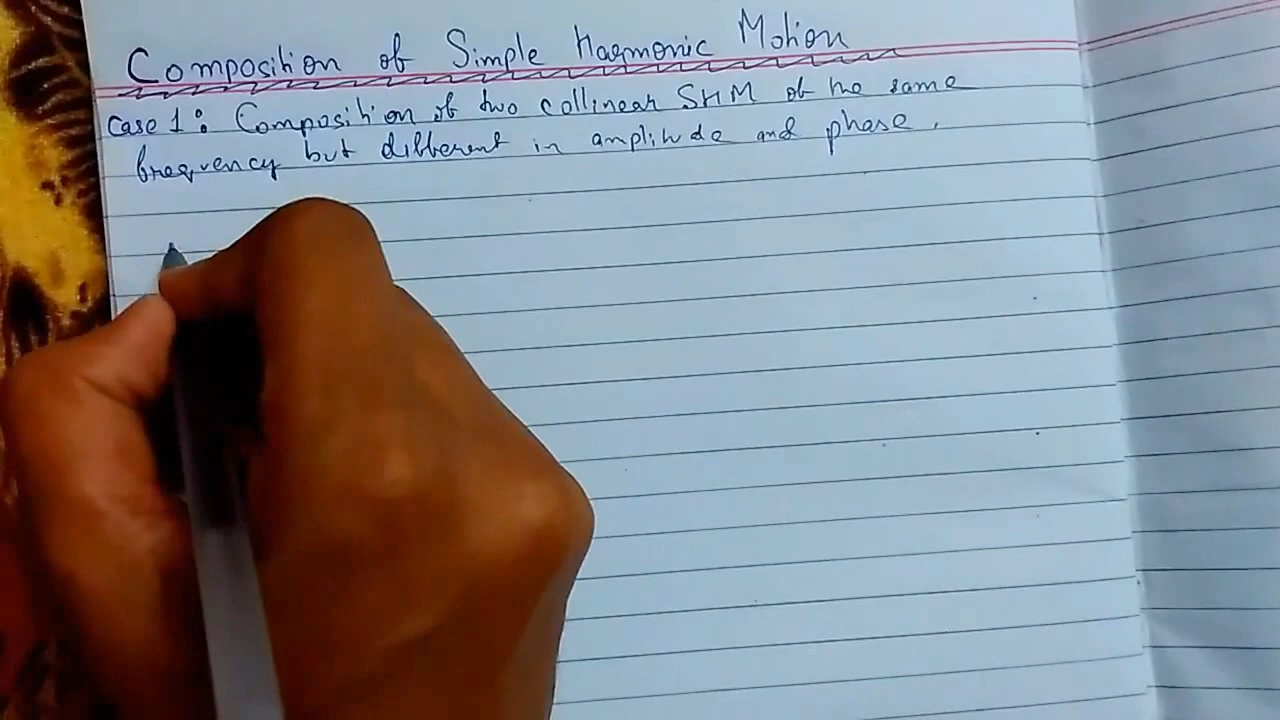 Composition of Simple Harmonic Motion
Case 1: Composition of two collinear SHM of the same
frequency but different in amplitude and phase.